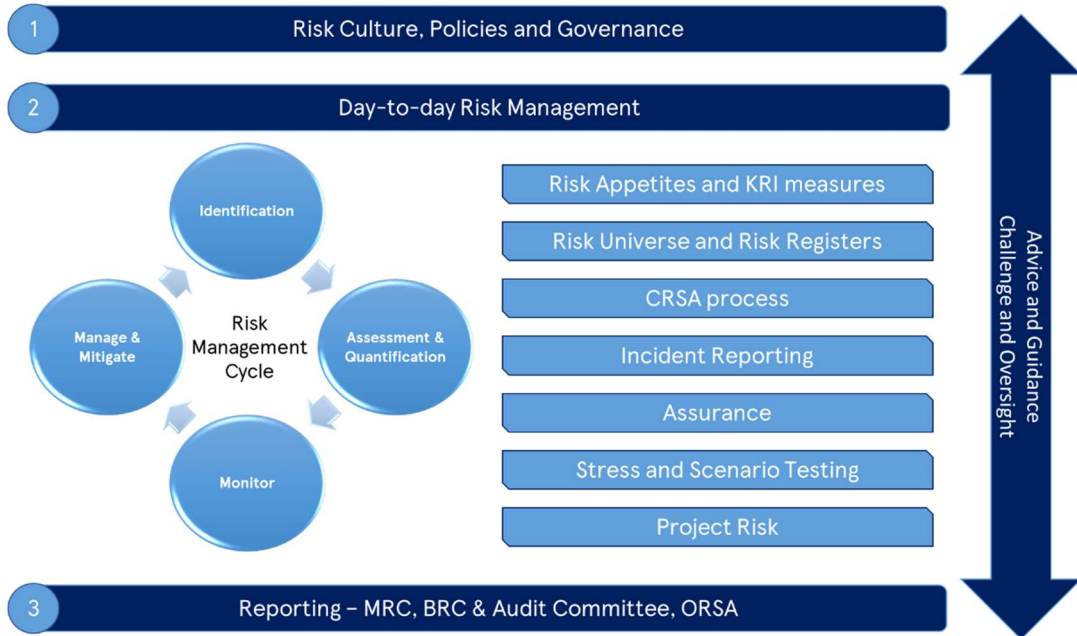 1
Risk Culture, Policies and Governance
2
Day-to-day Risk Management
Identification
Assessment &
Quantification
Monitor
Manage &
Mitigate
Risk
Management
Cycle
Risk Appetites and KRI measures
Risk Universe and Risk Registers
CRSA process
Incident Reporting
Assurance
Stress and Scenario Testing
Project Risk
Advice and Guidance
Challenge and Oversight
3
Reporting – MRC, BRC & Audit Committee, ORSA